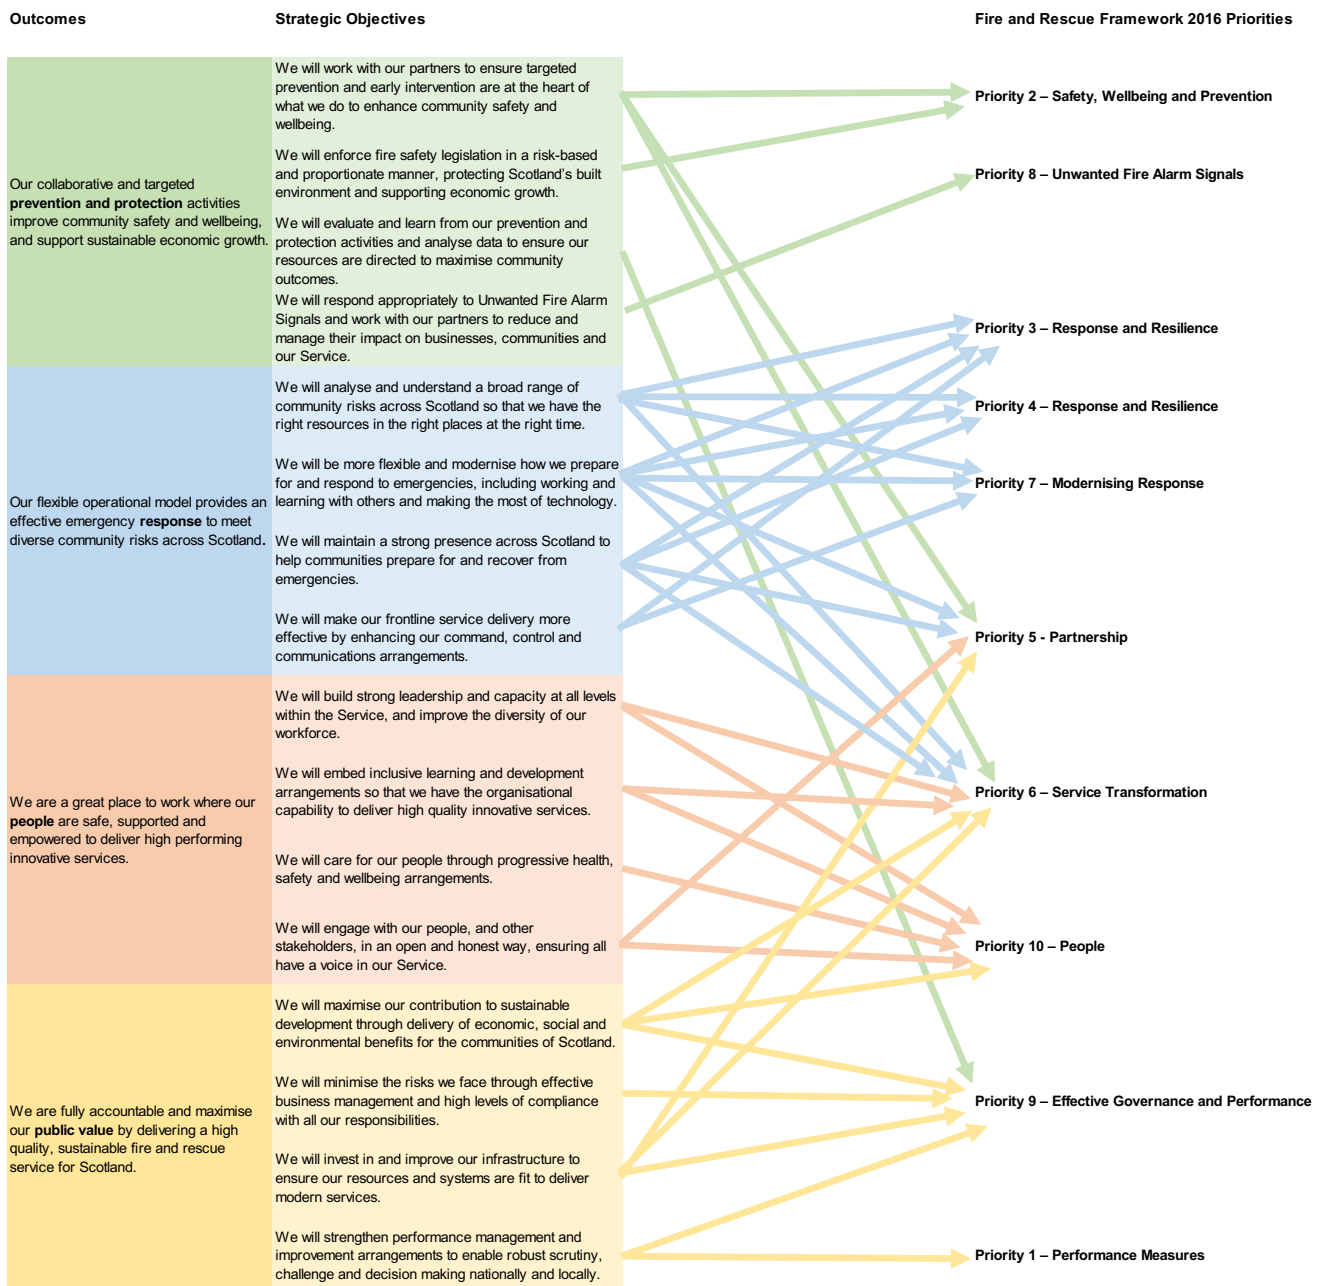 Outcomes
Strategic Objectives
Fire and Rescue Framework 2016 Priorities
Our collaborative and targeted
prevention and protection activities
improve community safety and wellbeing,
and support sustainable economic growth.
We will work with our partners to ensure targeted
prevention and early intervention are at the heart of
what we do to enhance community safety and
wellbeing.
We will enforce fire safety legislation in a risk-based
and proportionate manner, protecting Scotland's built
environment and supporting economic growth.
We will evaluate and learn from our prevention and
protection activities and analyse data to ensure our
resources are directed to maximise community
outcomes.
We will respond appropriately to Unwanted Fire Alarm
Signals and work with our partners to reduce and
manage their impact on businesses, communities and
our Service.
Our flexible operational model provides an
effective emergency response to meet
diverse community risks across Scotland.
We will analyse and understand a broad range of
community risks across Scotland so that we have the
right resources in the right places at the right time.
We will be more flexible and modernise how we prepare
for and respond to emergencies, including working and
learning with others and making the most of technology.
We will maintain a strong presence across Scotland to
help communities prepare for and recover from
emergencies.
We will make our frontline service delivery more
effective by enhancing our command, control and
communications arrangements.
We are a great place to work where our
people are safe, supported and
empowered to deliver high performing
innovative services.
We will build strong leadership and capacity at all levels
within the Service, and improve the diversity of our
workforce.
We will embed inclusive learning and development
arrangements so that we have the organisational
capability to deliver high quality innovative services.
We will care for our people through progressive health,
safety and wellbeing arrangements.
We will engage with our people, and other
stakeholders, in an open and honest way, ensuring all
have a voice in our Service.
We are fully accountable and maximise
our public value by delivering a high
quality, sustainable fire and rescue
service for Scotland.
We will maximise our contribution to sustainable
development through delivery of economic, social and
environmental benefits for the communities of Scotland.
We will minimise the risks we face through effective
business management and high levels of compliance
with all our responsibilities.
We will invest in and improve our infrastructure to
ensure our resources and systems are fit to deliver
modern services.
We will strengthen performance management and
improvement arrangements to enable robust scrutiny,
challenge and decision making nationally and locally.
Priority 2 – Safety, Wellbeing and Prevention
Priority 8 – Unwanted Fire Alarm Signals
Priority 3 – Response and Resilience
Priority 4 – Response and Resilience
Priority 7 – Modernising Response
Priority 5 - Partnership
Priority 6 – Service Transformation
Priority 10 – People
Priority 9 – Effective Governance and Performance
Priority 1 – Performance Measures